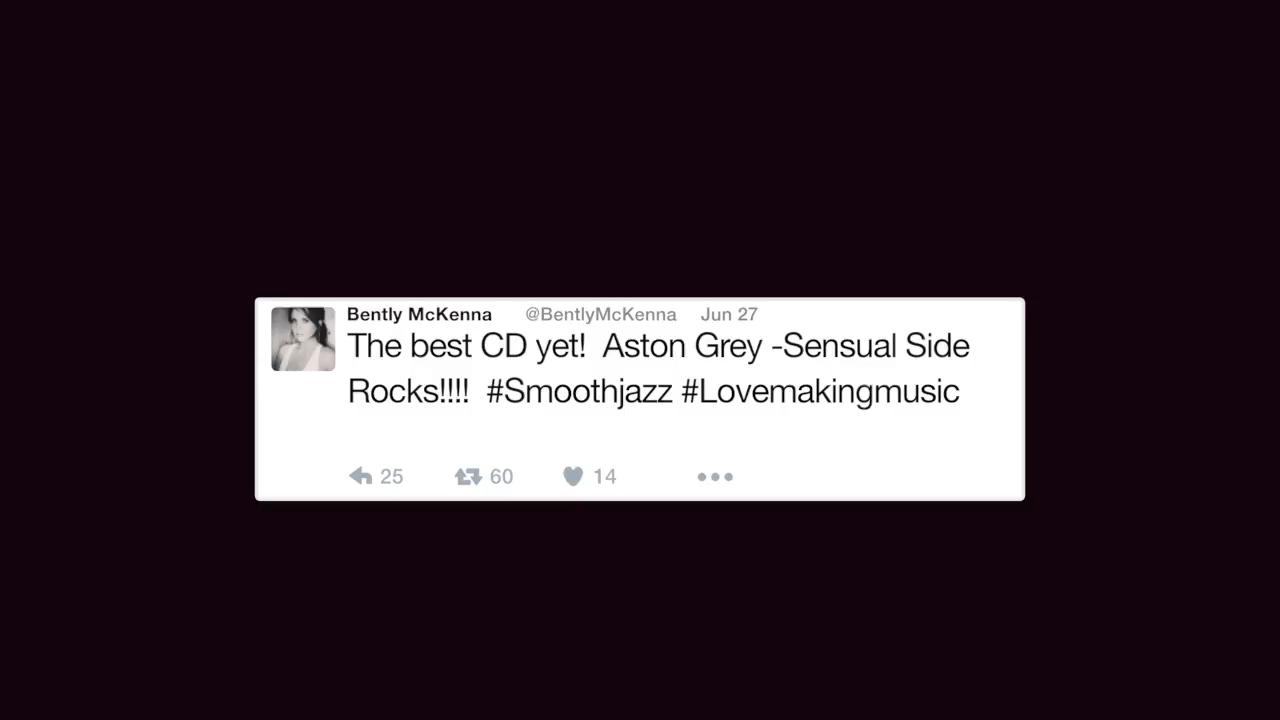 Bently McKenna @BentlyMcKenna Jun 27
The best CD yet!  Aston Grey -Sensual Side
Rocks!!!!  #Smoothjazz #Lovemakingmusic
25 60 14